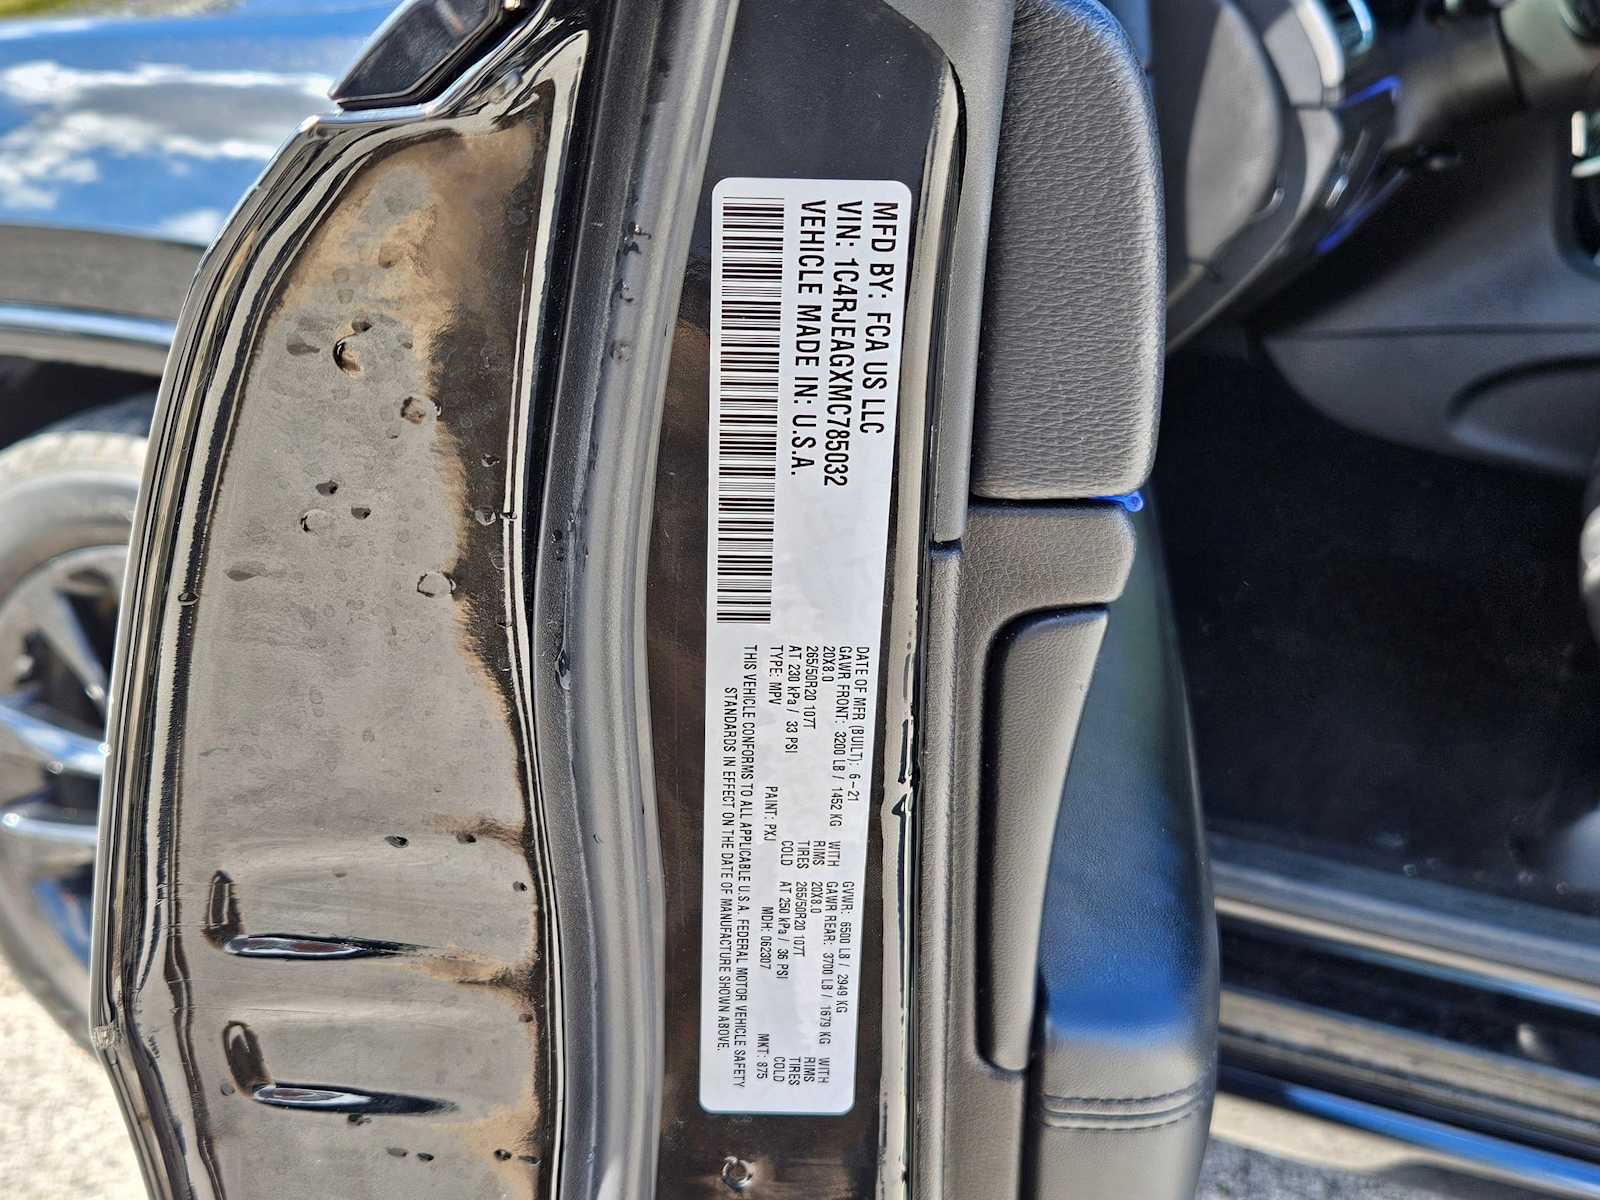 MFD BY: FCA US LLC
VIN: 1C4RJEAGXMC785032
VEHICLE MADE IN: U.S.A.
DATE OF MFR (BUILT): 6-21 GVWR: 6500 LB / 2949 KG
GAWR FRONT: 3200 LB / 1452 KG WITH GAWR REAR: 3700 LB / 1679 KG WITH
20X8.0 RIMS 20X8.0 RIMS
265/50R20 107T TIRES 265/50R20 107T TIRES
AT 230 kPa / 33 PSI COLD AT 250 kPa / 36 PSI COLD
TYPE: MPV PAINT: PXJ MDH: 062307 MKT: 875
THIS VEHICLE CONFORMS TO ALL APPLICABLE U.S.A. FEDERAL MOTOR VEHICLE SAFETY
STANDARDS IN EFFECT ON THE DATE OF MANUFACTURE SHOWN ABOVE.